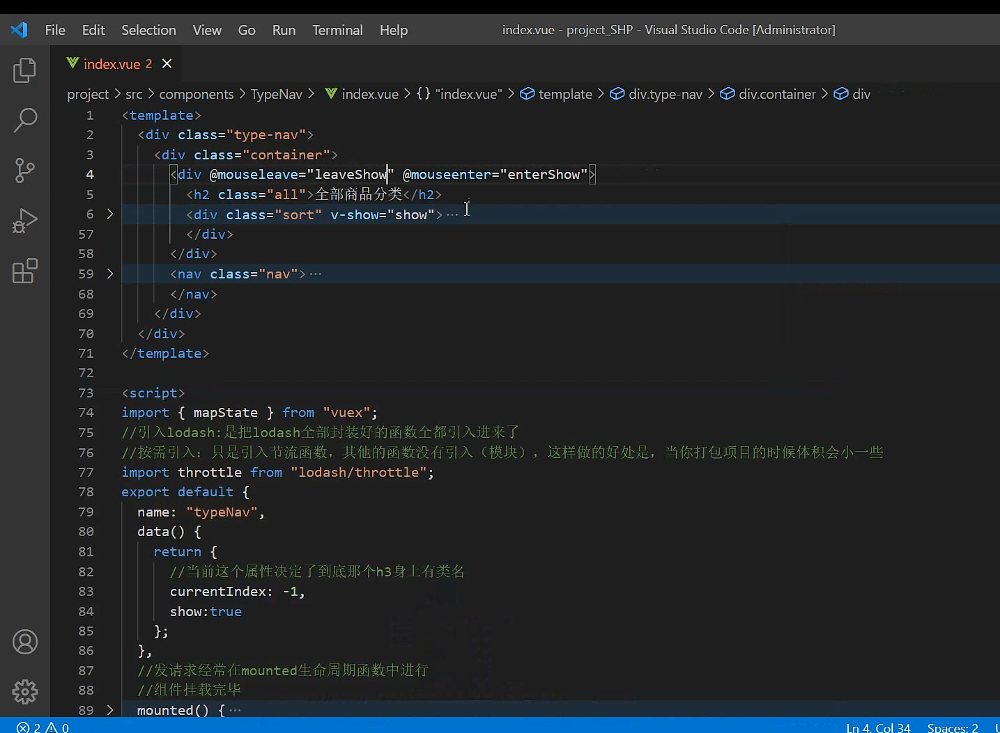 File Edit Selection View Go Run Terminal Help index.vue - project_SHP - Visual Studio Code [Administrator]
index.vue 2
project > src > components > TypeNav > index.vue > {} "index.vue" > template > div.type-nav > div.container > div
1 <template>
2 <div class="type-nav">
3 <div class="container">
4 <div @mouseleave="leaveShow" @mouseenter="enterShow">
5 <h2 class="all">全部商品分类</h2>
6 <div class="sort" v-show="show">···
57 </div>
58 </div>
59 <nav class="nav">···
68 </nav>
69 </div>
70 </div>
71 </template>
72
73 <script>
74 import { mapState } from "vuex";
75 //引入lodash:是把lodash全部封装好的函数全都引入进来了
76 //按需引入：只是引入节流函数，其他的函数没有引入（模块），这样做的好处是，当你打包项目的时候体积会小一些
77 import throttle from "lodash/throttle";
78 export default {
79 name: "typeNav",
80 data() {
81 return {
82 //当前这个属性决定了到底那个h3身上有类名
83 currentIndex: -1,
84 show:true
85 };
86 },
87 //发请求经常在mounted生命周期函数中进行
88 //组件挂载完毕
89 mounted() {···
2 0 Ln 4, Col 34 Spaces: 2